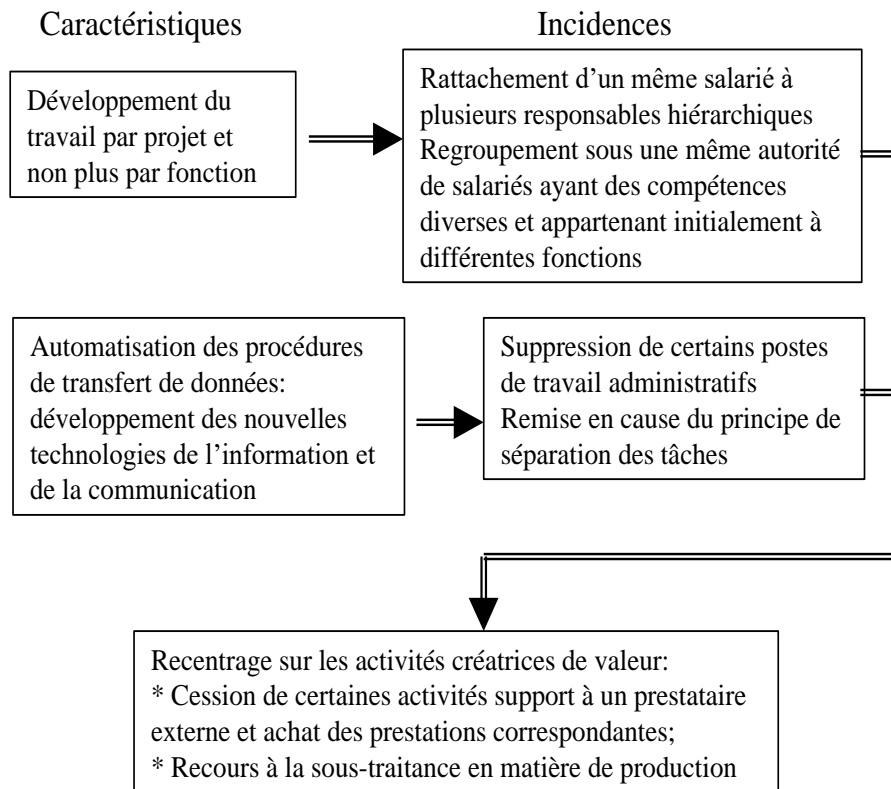 Caractéristiques
Incidences
Développement du
travail par projet et
non plus par fonction
Rattachement d’un même salarié à
plusieurs responsables hiérarchiques
Regroupement sous une même autorité
de salariés ayant des compétences
diverses et appartenant initialement à
différentes fonctions
Automatisation des procédures
de transfert de données:
développement des nouvelles
technologies de l’information et
de la communication
Suppression de certains postes
de travail administratifs
Remise en cause du principe de
séparation des tâches
Recentrage sur les activités créatrices de valeur:
* Cession de certaines activités support à un prestataire
externe et achat des prestations correspondantes;
* Recours à la sous-traitance en matière de production